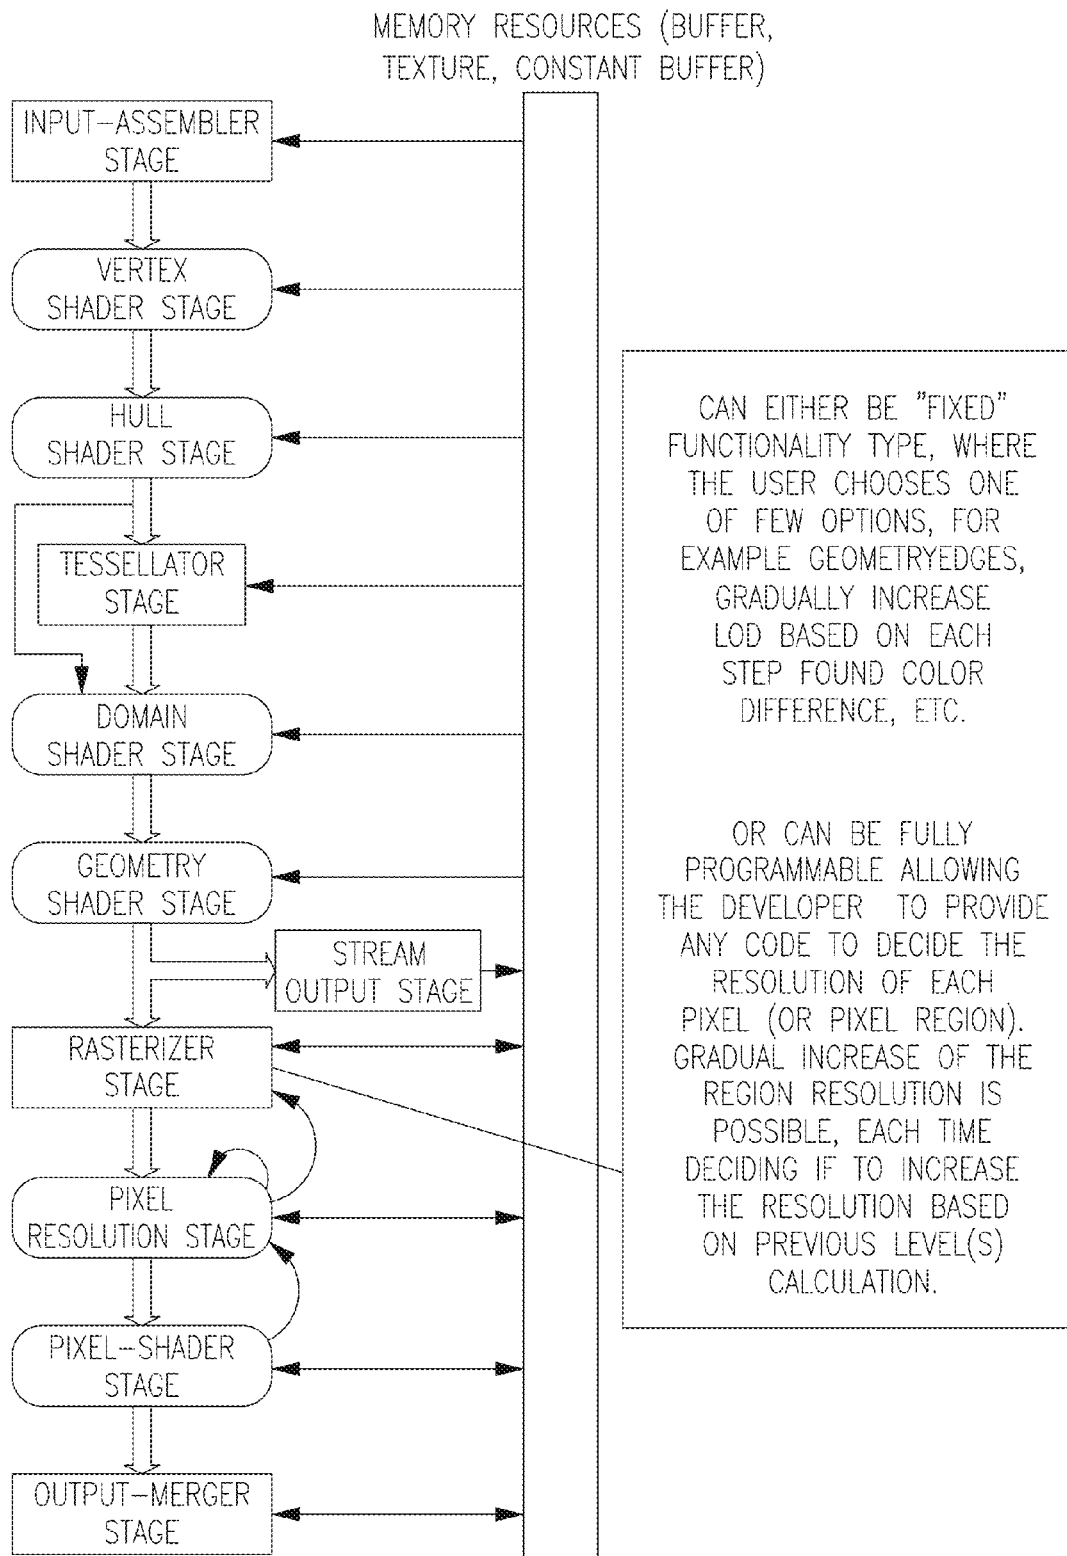 MEMORY RESOURCES (BUFFER,
TEXTURE, CONSTANT BUFFER)
INPUT-ASSEMBLER
STAGE
VERTEX
SHADER STAGE
HULL
SHADER STAGE
TESSELLATOR
STAGE
DOMAIN
SHADER STAGE
GEOMETRY
SHADER STAGE
STREAM
OUTPUT STAGE
RASTERIZER
STAGE
PIXEL
RESOLUTION STAGE
PIXEL-SHADER
STAGE
OUTPUT-MERGER
STAGE
CAN EITHER BE "FIXED"
FUNCTIONALITY TYPE, WHERE
THE USER CHOOSES ONE
OF FEW OPTIONS, FOR
EXAMPLE GEOMETRYEDGES,
GRADUALLY INCREASE
LOD BASED ON EACH
STEP FOUND COLOR
DIFFERENCE, ETC.
OR CAN BE FULLY
PROGRAMMABLE ALLOWING
THE DEVELOPER TO PROVIDE
ANY CODE TO DECIDE THE
RESOLUTION OF EACH
PIXEL (OR PIXEL REGION).
GRADUAL INCREASE OF THE
REGION RESOLUTION IS
POSSIBLE, EACH TIME
DECIDING IF TO INCREASE
THE RESOLUTION BASED
ON PREVIOUS LEVEL(S)
CALCULATION.